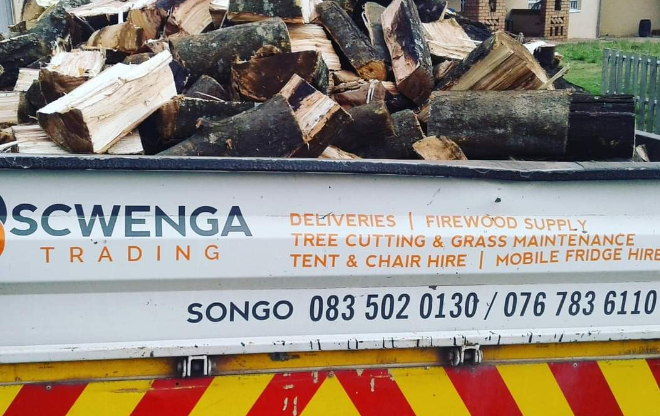 SCWENGA
TRADING
DELIVERIES | FIREWOOD SUPPLY
TREE CUTTING & GRASS MAINTENANCE
TENT & CHAIR HIRE | MOBILE FRIDGE HIRE
SONGO 083 502 0130 / 076 783 6110